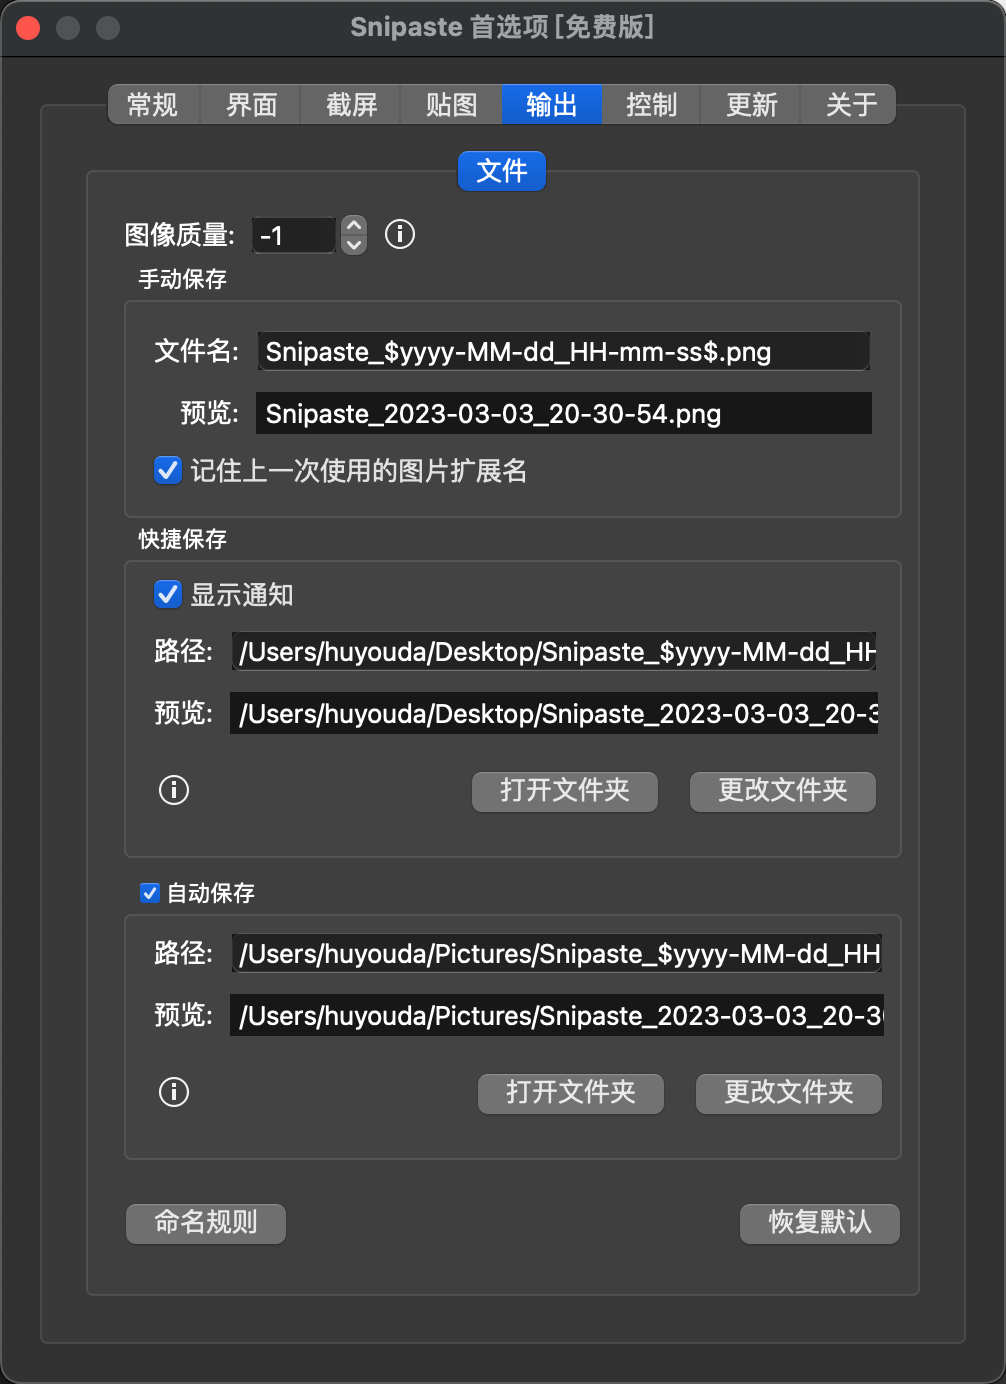 Snipaste 首选项 [免费版]
常规 界面 截屏 贴图 输出 控制 更新 关于
文件
图像质量: -1
手动保存
文件名: Snipaste_$yyyy-MM-dd_HH-mm-ss$.png
预览: Snipaste_2023-03-03_20-30-54.png
记住上一次使用的图片扩展名
快捷保存
显示通知
路径: /Users/huyouda/Desktop/Snipaste_$yyyy-MM-dd_HH
预览: /Users/huyouda/Desktop/Snipaste_2023-03-03_20-3
打开文件夹 更改文件夹
自动保存
路径: /Users/huyouda/Pictures/Snipaste_$yyyy-MM-dd_HH
预览: /Users/huyouda/Pictures/Snipaste_2023-03-03_20-30
打开文件夹 更改文件夹
命名规则 恢复默认